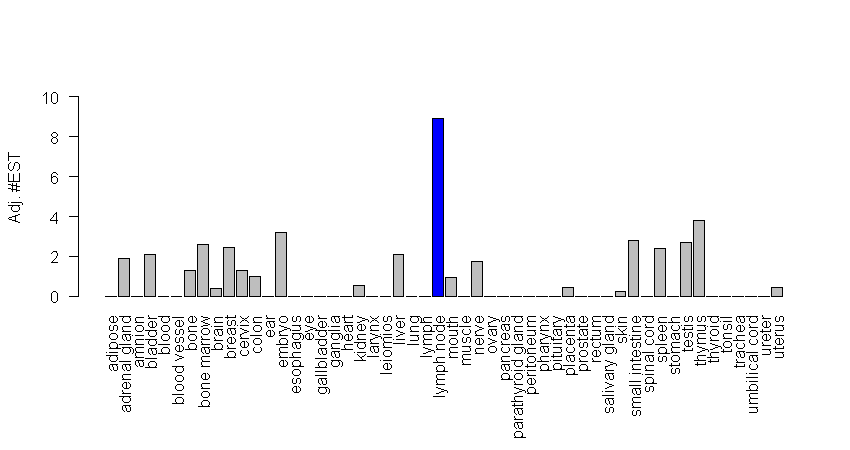 10
8
6
4
2
0
Adj. #EST
adipose
adrenal gland
amnion
bladder
blood
blood vessel
bone
bone marrow
brain
breast
cervix
colon
ear
embryo
esophagus
eye
gallbladder
ganglia
heart
kidney
larynx
leiomios
liver
lung
lymph
lymph node
mouth
muscle
nerve
ovary
pancreas
parathyroid gland
peritoneum
pharynx
pituitary
placenta
prostate
rectum
salivary gland
skin
small intestine
spinal cord
spleen
stomach
testis
thymus
thyroid
tonsil
trachea
umbilical cord
ureter
uterus